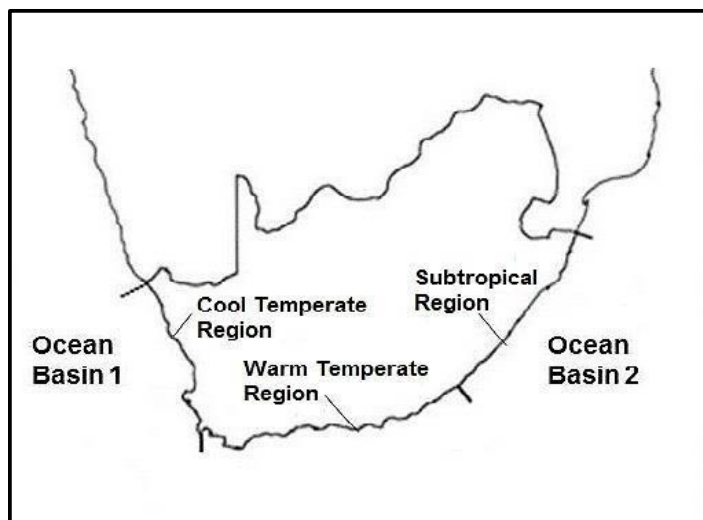 Subtropical
Region
Cool Temperate
Region
Ocean
Basin 1
Ocean
Basin 2
Warm Temperate
Region